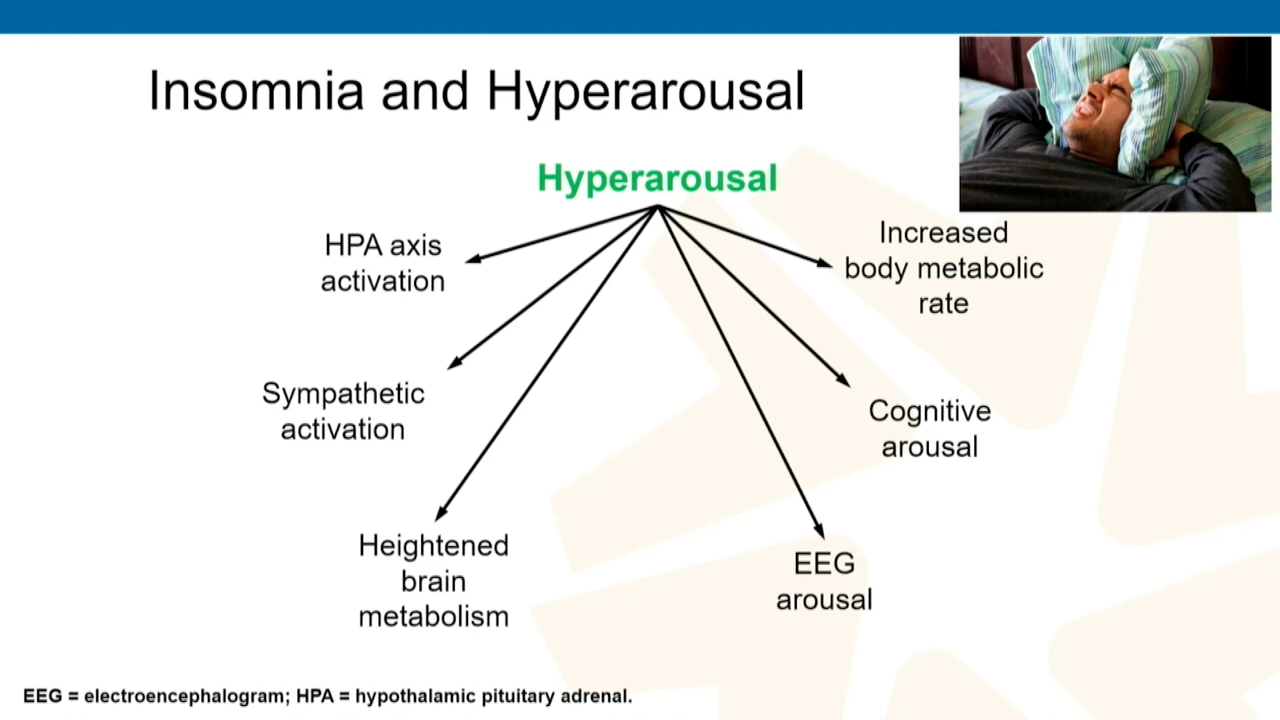 Insomnia and Hyperarousal
Hyperarousal
HPA axis
activation
Sympathetic
activation
Heightened
brain
metabolism
EEG
arousal
Cognitive
arousal
Increased
body metabolic
rate
EEG = electroencephalogram; HPA = hypothalamic pituitary adrenal.